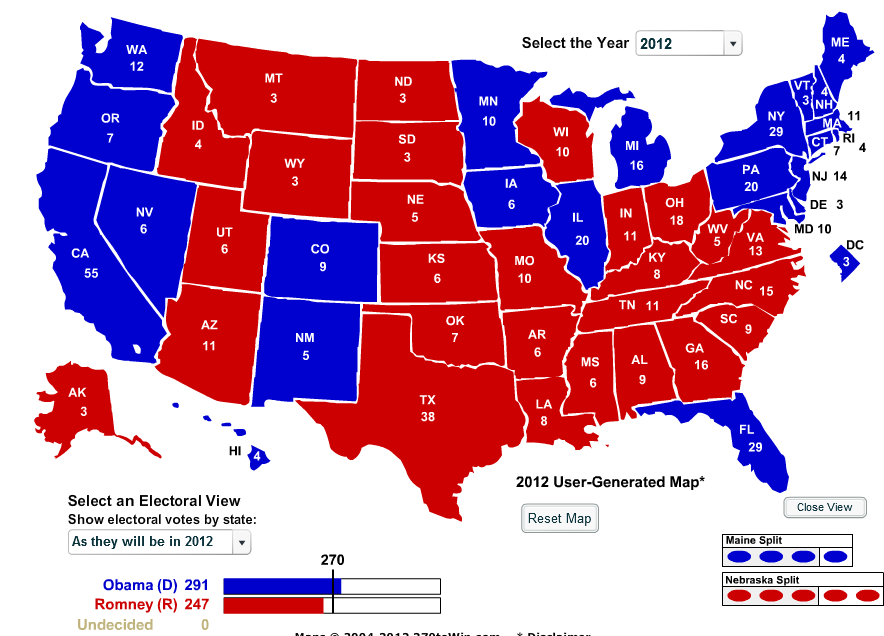 Select the Year 2012
WA
12
OR
7
CA
55
NV
6
ID
4
MT
3
WY
3
UT
6
AZ
11
CO
9
NM
5
ND
3
SD
3
NE
5
KS
6
OK
7
TX
38
MN
10
IA
6
MO
10
AR
6
LA
8
WI
10
IL
20
MI
16
IN
11
OH
18
KY
8
TN 11
MS
6
AL
9
GA
16
FL
29
SC
9
NC 15
VA
13
WV
5
PA
20
NY
29
VT
3
4
NH
ME
4
MA
11
CT
7
RI
4
NJ 14
DE 3
MD 10
DC
3
AK
3
HI
4
2012 User-Generated Map*
Reset Map
Close View
Select an Electoral View
Show electoral votes by state:
As they will be in 2012
270
Obama (D) 291
Romney (R) 247
Undecided 0
Maine Split
Nebraska Split
Maps © 2004-2012 270toWin.com * Disclaimer